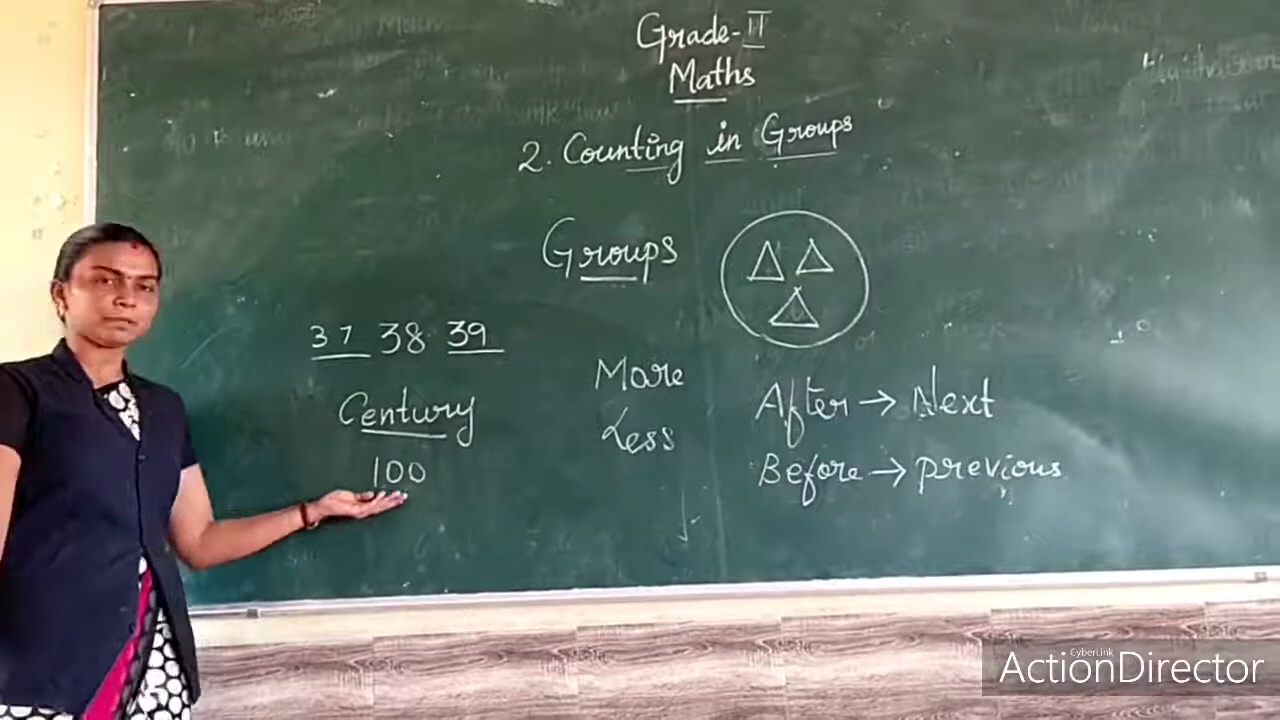 Grade-II
Maths
2. Counting in Groups
Groups
37 38 39
Century
100
More
Less
After → Next
Before → previous
CyberLink
ActionDirector